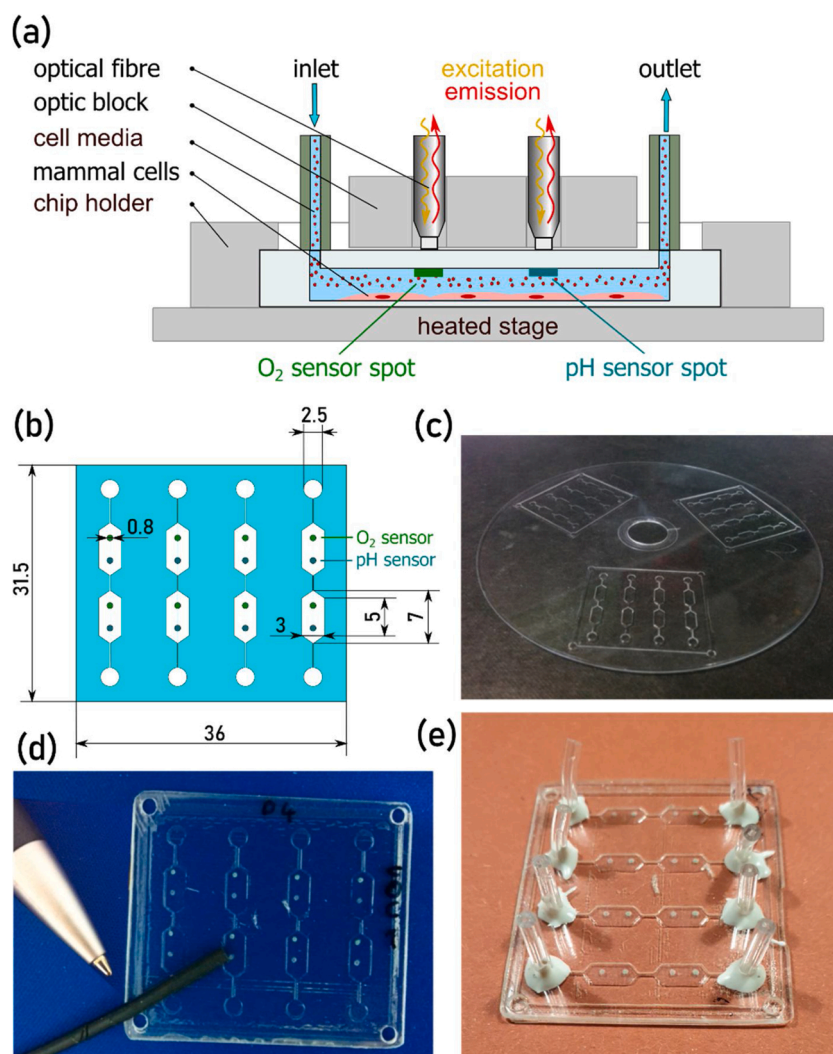 (a)
optical fibre
optic block
cell media
mammal cells
chip holder
inlet
excitation
emission
outlet
heated stage
O₂ sensor spot
pH sensor spot
(b)
2.5
0.8
O₂ sensor
pH sensor
31.5
3
5
7
36
(c)
(d)
D4
(e)